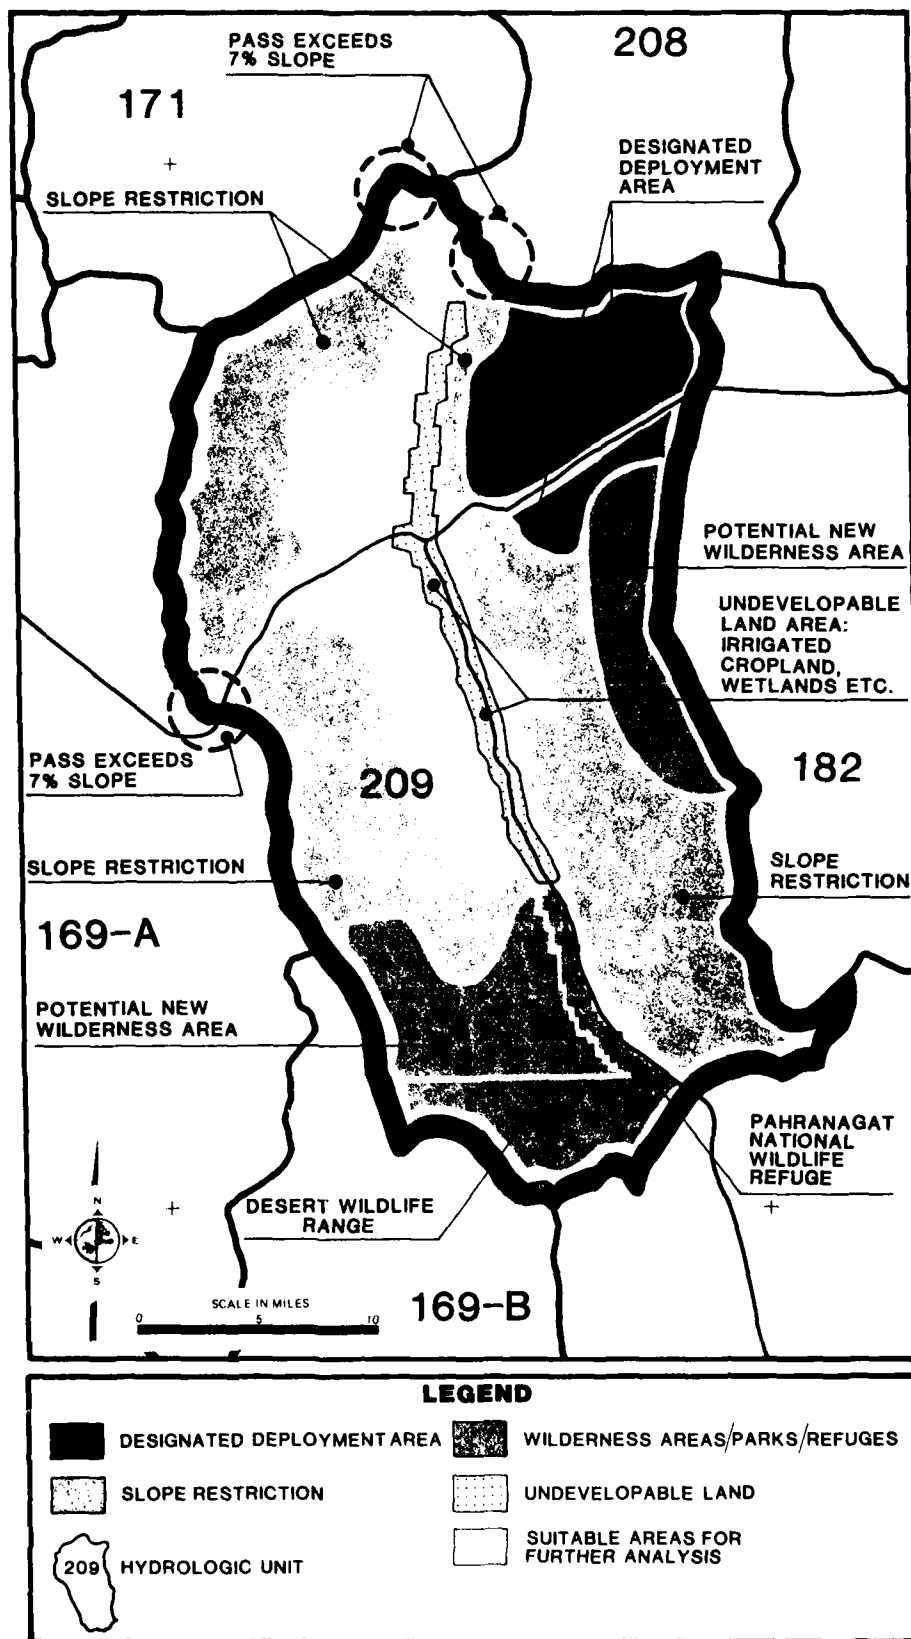 PASS EXCEEDS
7% SLOPE
208
171
DESIGNATED
DEPLOYMENT
AREA
SLOPE RESTRICTION
POTENTIAL NEW
WILDERNESS AREA
UNDEVELOPABLE
LAND AREA:
IRRIGATED
CROPLAND,
WETLANDS ETC.
PASS EXCEEDS
7% SLOPE
209
182
SLOPE RESTRICTION
SLOPE
RESTRICTION
169-A
POTENTIAL NEW
WILDERNESS AREA
PAHRANAGAT
NATIONAL
WILDLIFE
REFUGE
DESERT WILDLIFE
RANGE
N
W E
S
SCALE IN MILES
0 5 10
169-B
LEGEND
DESIGNATED DEPLOYMENT AREA
WILDERNESS AREAS/PARKS/REFUGES
SLOPE RESTRICTION
UNDEVELOPABLE LAND
209 HYDROLOGIC UNIT
SUITABLE AREAS FOR
FURTHER ANALYSIS